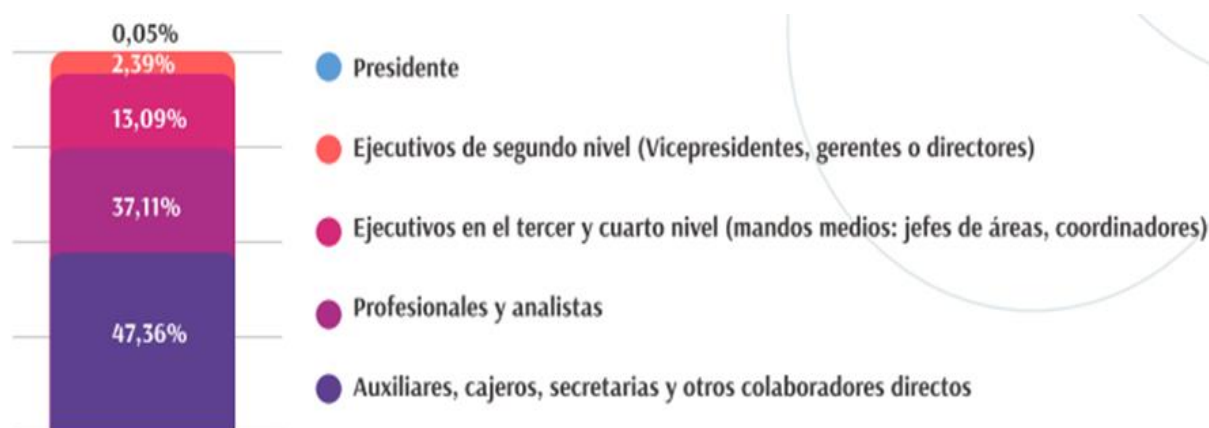 0,05%
2,39%
13,09%
37,11%
47,36%
Presidente
Ejecutivos de segundo nivel (Vicepresidentes, gerentes o directores)
Ejecutivos en el tercer y cuarto nivel (mandos medios: jefes de áreas, coordinadores)
Profesionales y analistas
Auxiliares, cajeros, secretarias y otros colaboradores directos